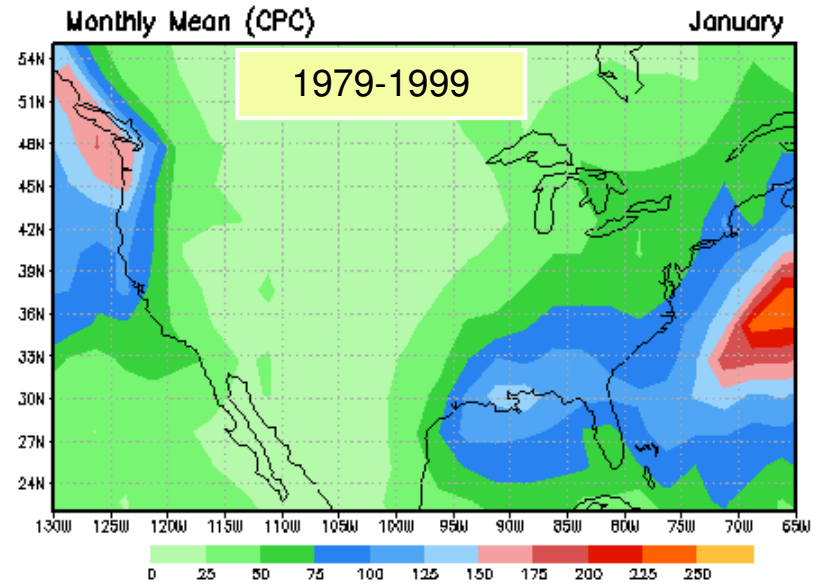 Monthly Mean (CPC) January
1979-1999
54N
51N
48N
45N
42N
39N
36N
33N
30N
27N
24N
130W 125W 120W 115W 110W 105W 100W 95W 90W 85W 80W 75W 70W 65W
0 25 50 75 100 125 150 175 200 225 250